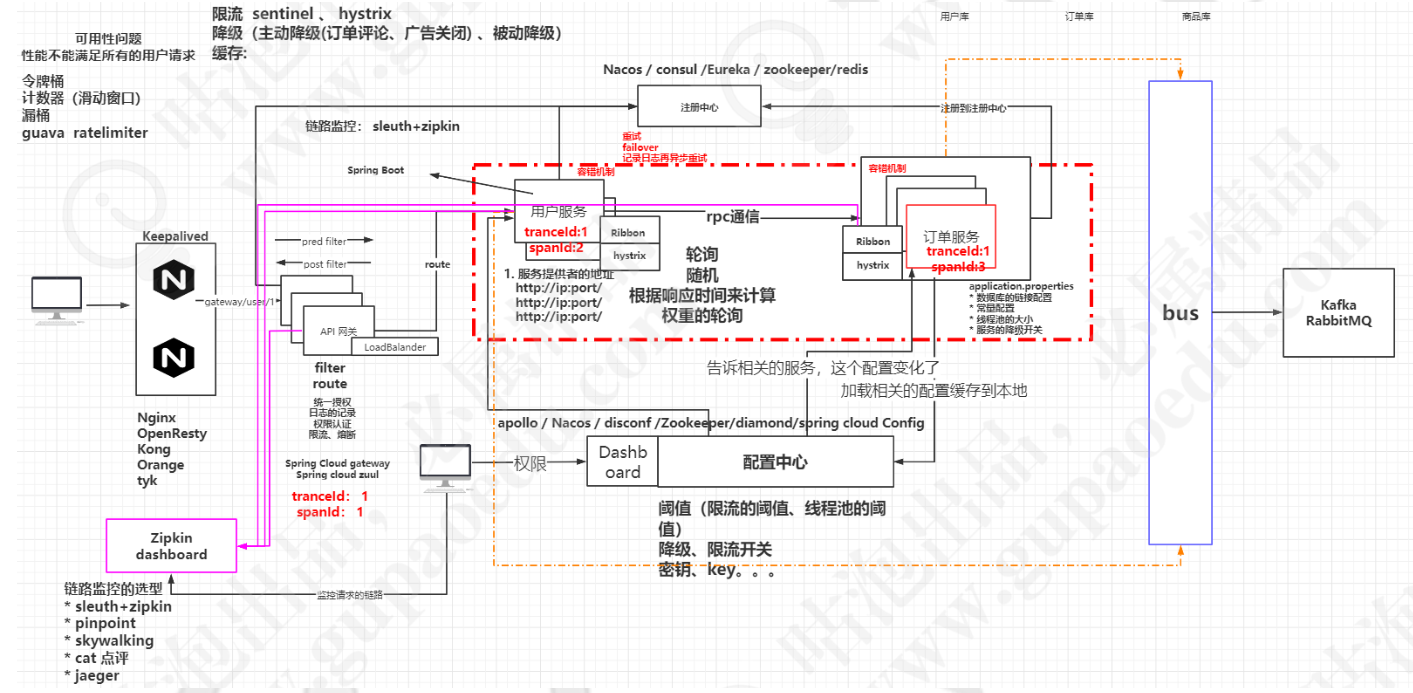 限流 sentinel 、 hystrix
降级（主动降级(订单评论、广告关闭) 、被动降级）
缓存:
可用性问题
性能不能满足所有的用户请求
令牌桶
计数器（滑动窗口）
漏桶
guava ratelimiter
用户库
订单库
商品库
Nacos / consul /Eureka / zookeeper/redis
注册中心
注册到注册中心
链路监控： sleuth+zipkin
重试
failover
记录日志再异步重试
Spring Boot
容错机制
用户服务
tranceId:1
spanId:2
Ribbon
hystrix
rpc通信
容错机制
Ribbon
hystrix
订单服务
tranceId:1
spanId:3
1. 服务提供者的地址
http://ip:port/
http://ip:port/
http://ip:port/
轮询
随机
根据响应时间来计算
权重的轮询
application.properties
* 数据库的链接配置
* 常量配置
* 线程池的大小
* 服务的降级开关
Keepalived
pred filter
post filter
route
gateway/user/1
API 网关
LoadBalander
filter
route
统一授权
日志的记录
权限认证
限流、熔断
Spring Cloud gateway
Spring cloud zuul
tranceId： 1
spanId： 1
Nginx
OpenResty
Kong
Orange
tyk
bus
Kafka
RabbitMQ
告诉相关的服务，这个配置变化了
加载相关的配置缓存到本地
apollo / Nacos / disconf /Zookeeper/diamond/spring cloud Config
权限
Dashb
oard
配置中心
阈值（限流的阈值、线程池的阈
值）
降级、限流开关
密钥、key。。。
Zipkin
dashboard
监控请求的链路
链路监控的选型
* sleuth+zipkin
* pinpoint
* skywalking
* cat 点评
* jaeger
咕泡出品，必属精品
www.gupaoedu.com